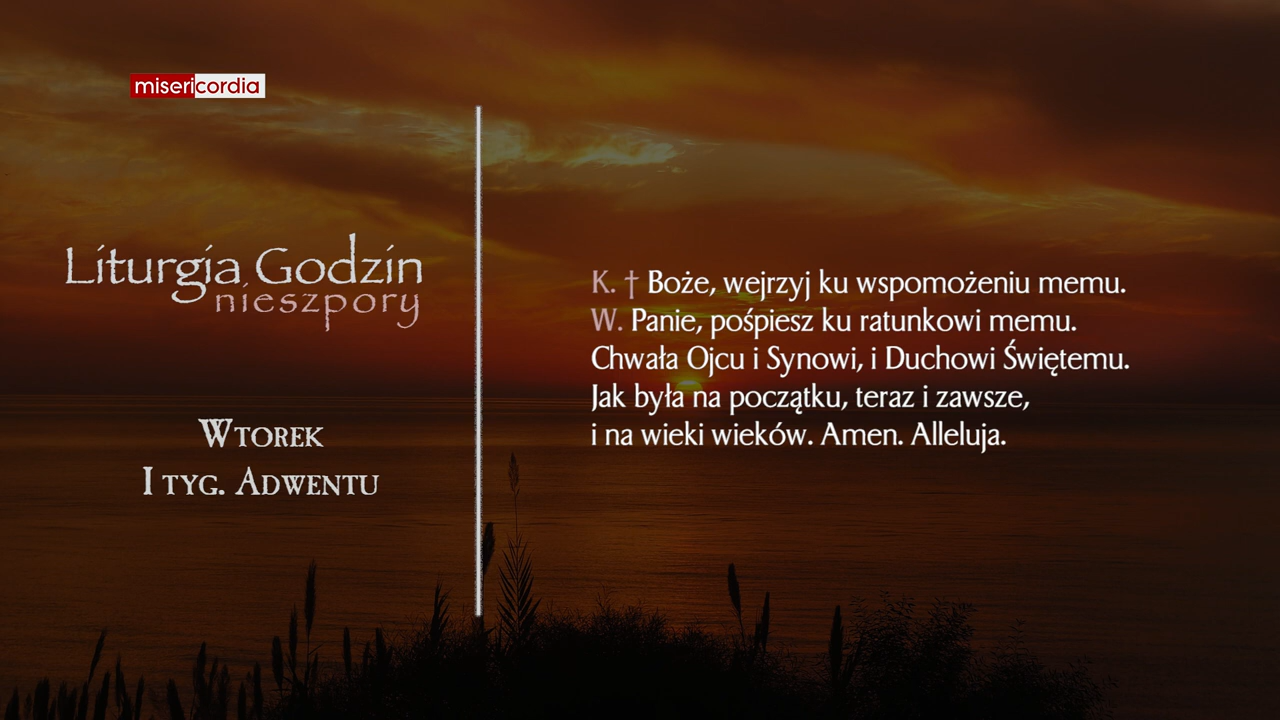 misericordia
Liturgia Godzin
nieszpory
Wtorek
I tyg. Adwentu
K. † Boże, wejrzyj ku wspomożeniu memu.
W. Panie, pośpiesz ku ratunkowi memu.
Chwała Ojcu i Synowi, i Duchowi Świętemu.
Jak była na początku, teraz i zawsze,
i na wieki wieków. Amen. Alleluja.